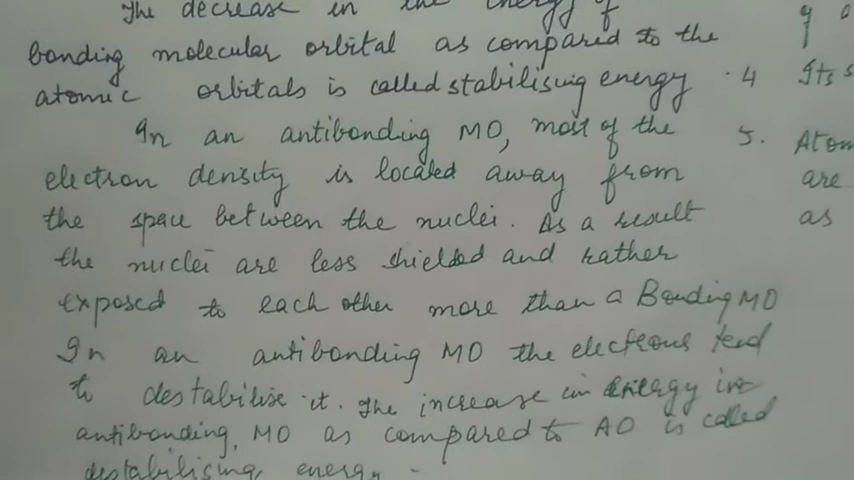 The decrease in the energy of
bonding molecular orbital as compared to the
atomic orbitals is called stabilising energy
In an antibonding MO, most of the
electron density is located away from
the space between the nuclei. As a result
the nuclei are less shielded and rather
exposed to each other more than a Bonding MO
In an antibonding MO the electrons tend
to destabilise it. The increase in energy in
antibonding, MO as compared to AO is called
destabilising energy
y
4 Its s
5. Atom
are
as